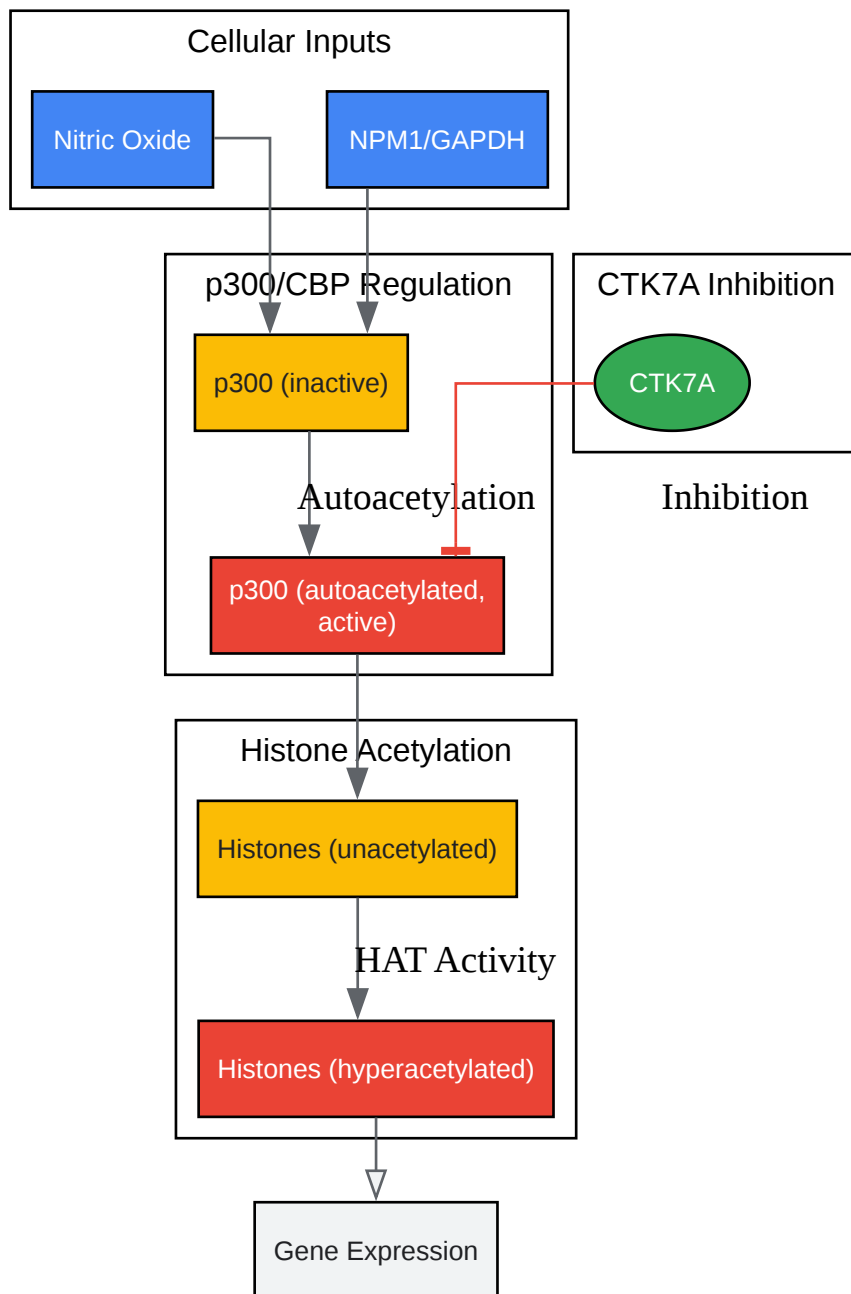 Cellular Inputs
Nitric Oxide
NPM1/GAPDH
p300/CBP Regulation
CTK7A Inhibition
p300 (inactive)
CTK7A
Autoacetylation
Inhibition
p300 (autoacetylated,
active)
Histone Acetylation
Histones (unacetylated)
HAT Activity
Histones (hyperacetylated)
Gene Expression